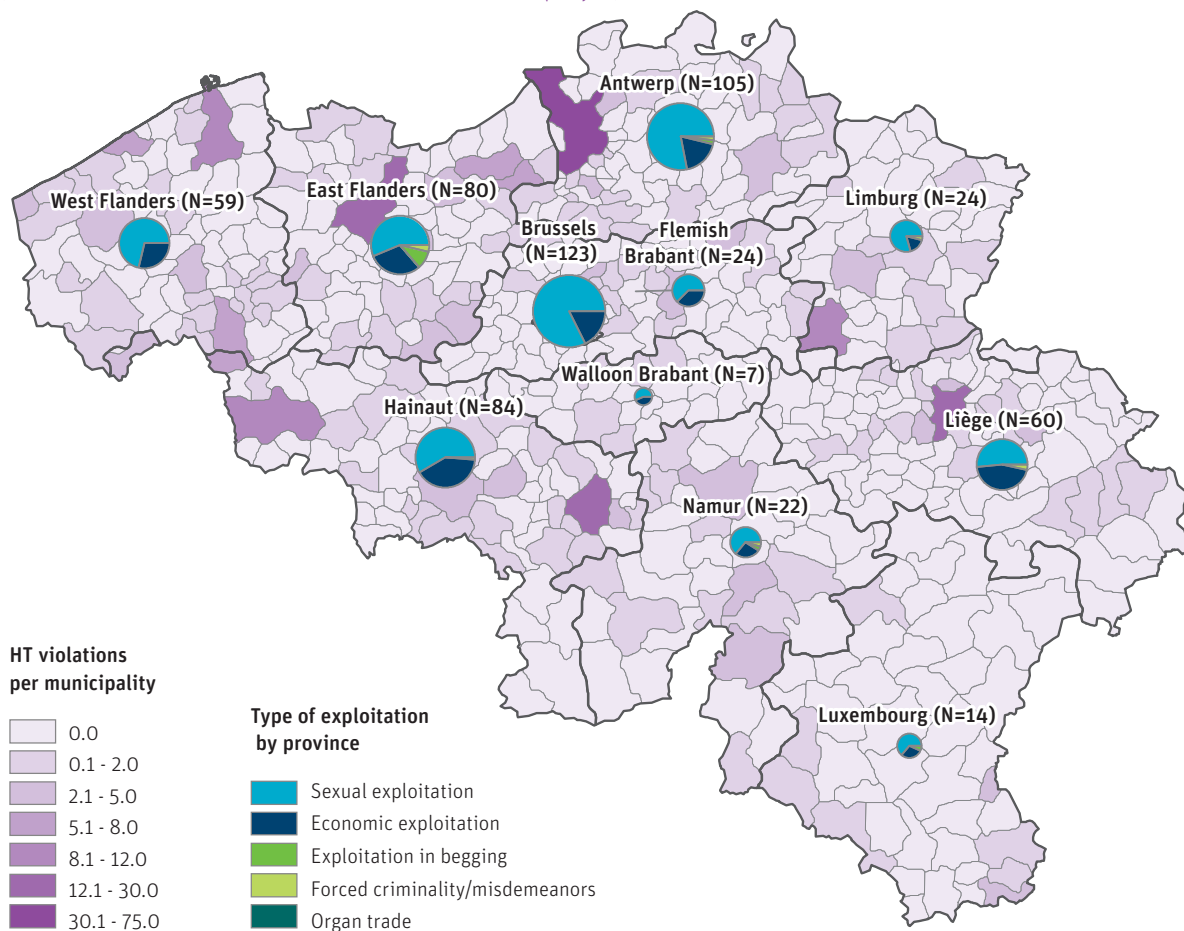 Antwerp (N=105)
West Flanders (N=59)
East Flanders (N=80)
Limburg (N=24)
Brussels
(N=123)
Flemish
Brabant (N=24)
Walloon Brabant (N=7)
Hainaut (N=84)
Liège (N=60)
Namur (N=22)
Luxembourg (N=14)
HT violations
per municipality
0.0
0.1 - 2.0
2.1 - 5.0
5.1 - 8.0
8.1 - 12.0
12.1 - 30.0
30.1 - 75.0
Type of exploitation
by province
Sexual exploitation
Economic exploitation
Exploitation in begging
Forced criminality/misdemeanors
Organ trade